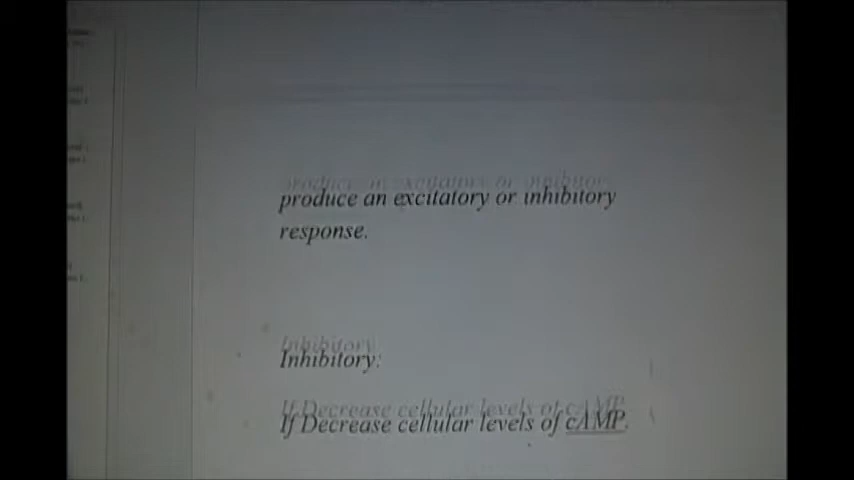 produce an excitatory or inhibitory
response.
Inhibitory:
If Decrease cellular levels of cAMP.